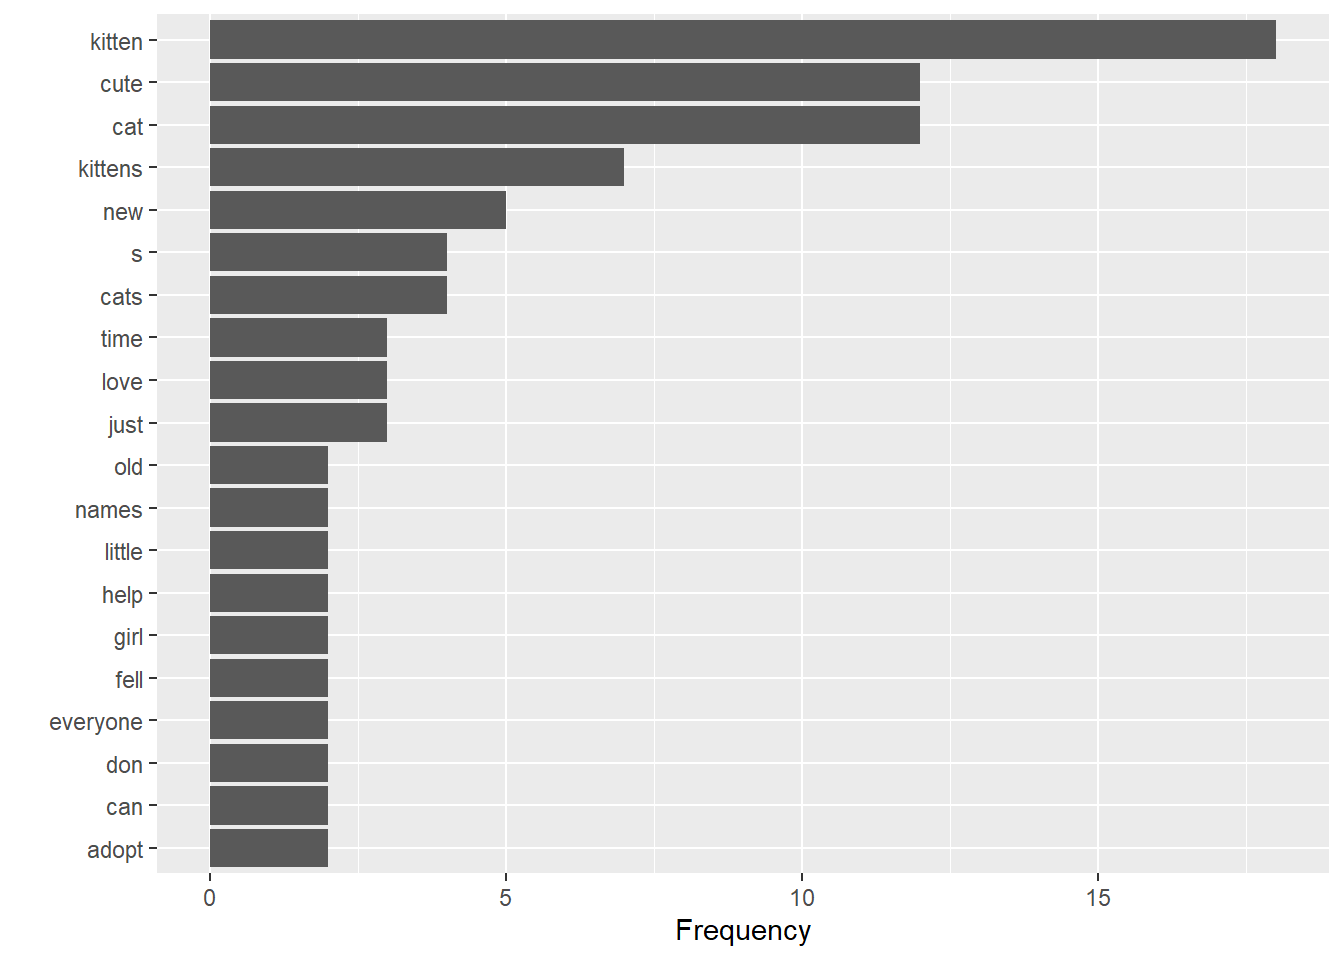 kitten
cute
cat
kittens
new
s
cats
time
love
just
old
names
little
help
girl
fell
everyone
don
can
adopt
0 5 10 15
Frequency